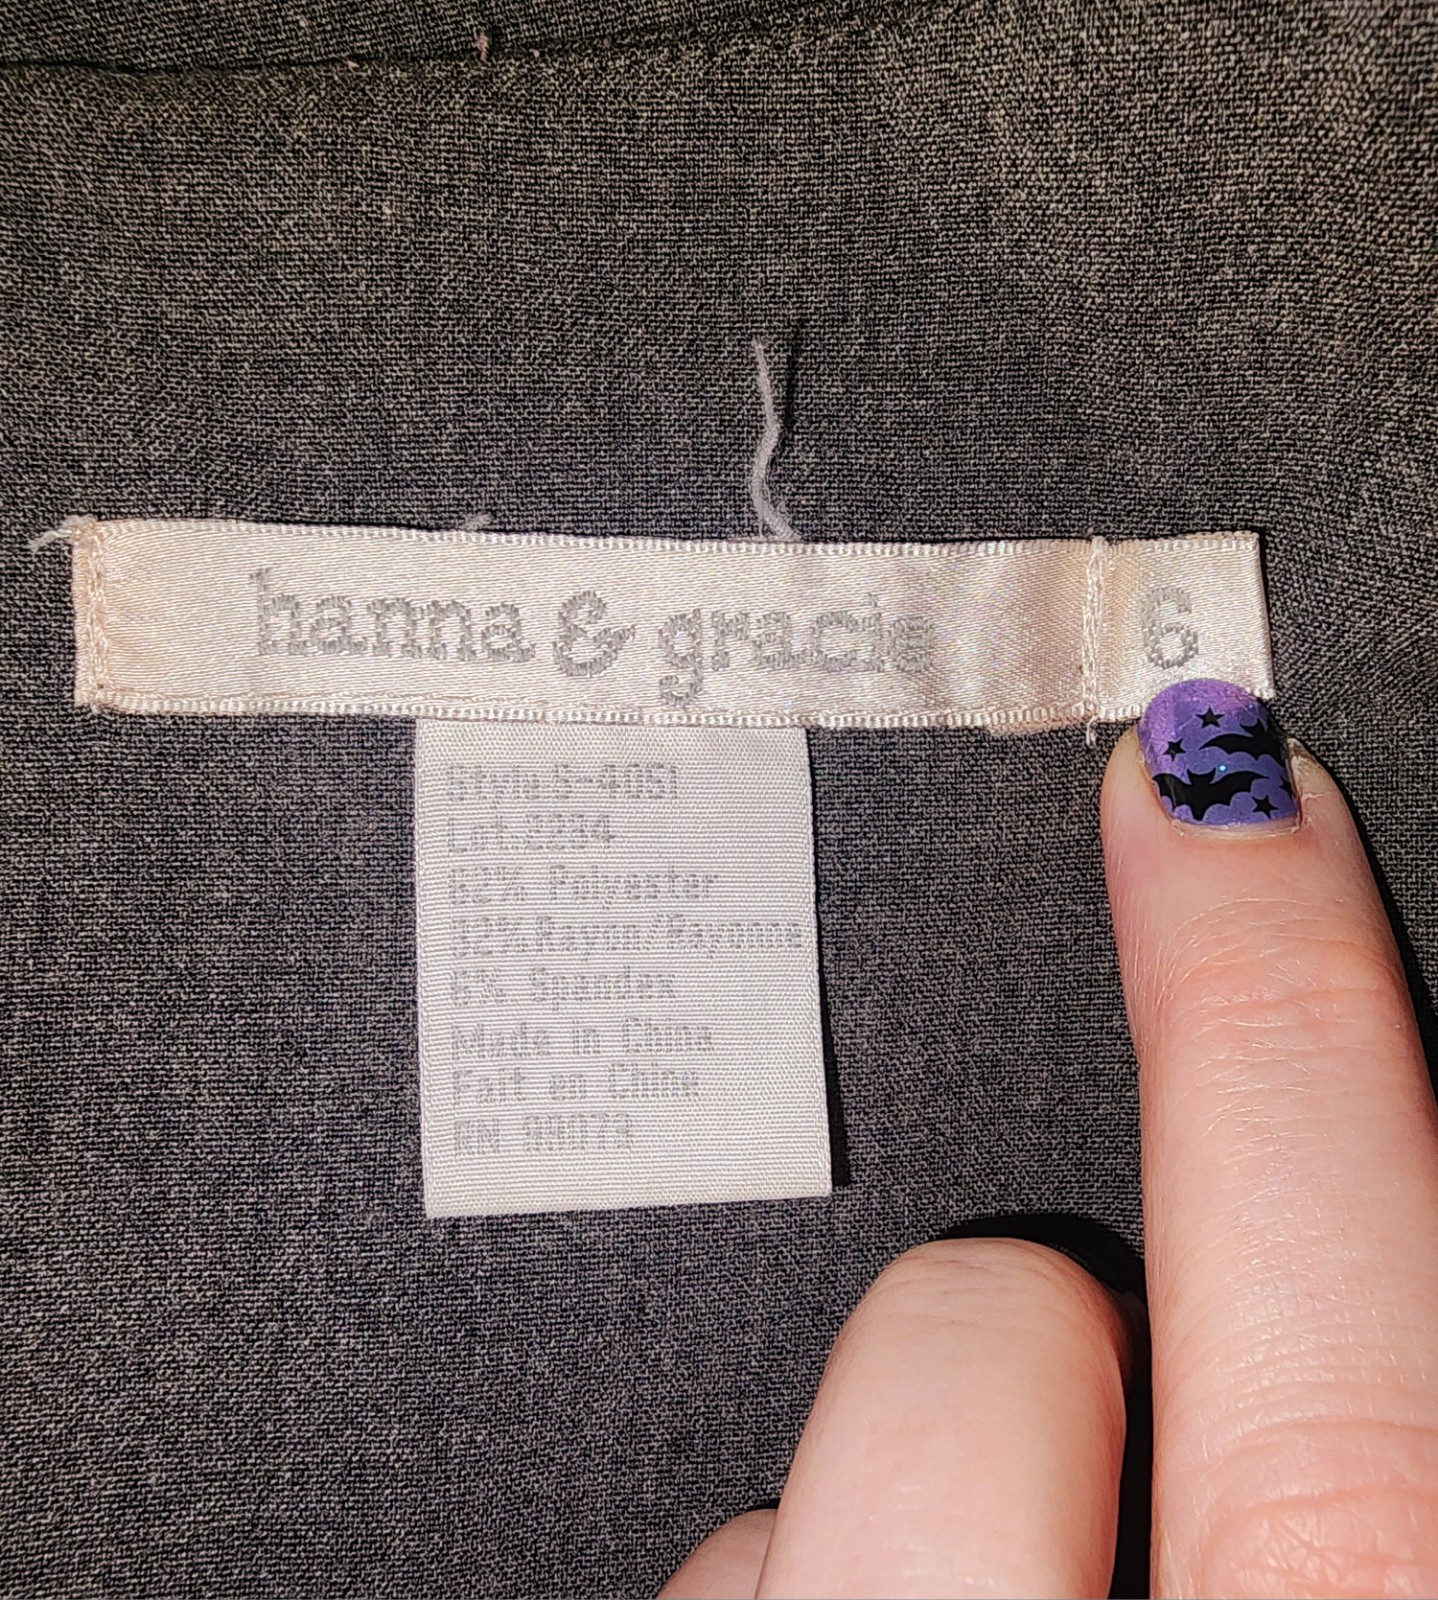 hanna & gracie 6
Style S-4051
Lot.2234
62% Polyester
32% Rayon/Rayonne
6% Spandex
Made in China
Fait en Chine
RN